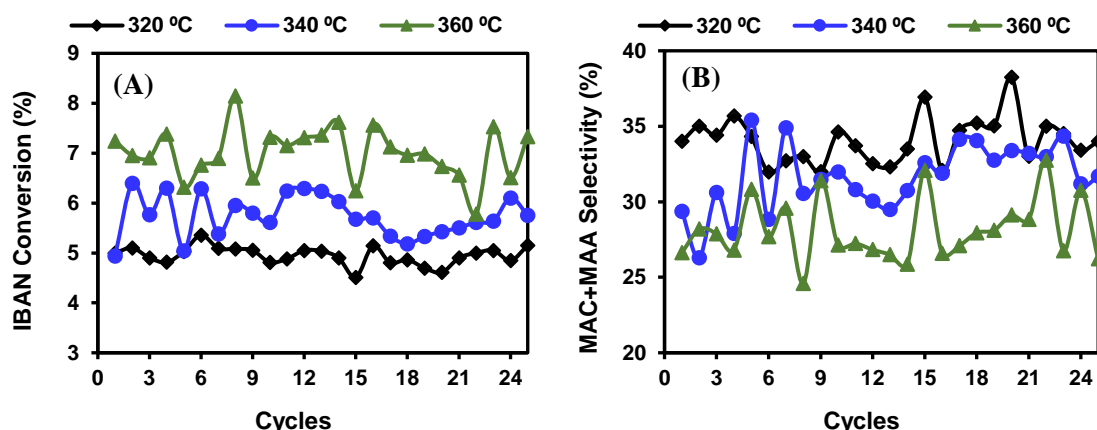 320 ºC 340 ºC 360 ºC
(A)
IBAN Conversion (%)
9
8
7
6
5
4
3
0 3 6 9 12 15 18 21 24
Cycles
320 ºC 340 ºC 360 ºC
(B)
MAC+MAA Selectivity (%)
40
35
30
25
20
0 3 6 9 12 15 18 21 24
Cycles